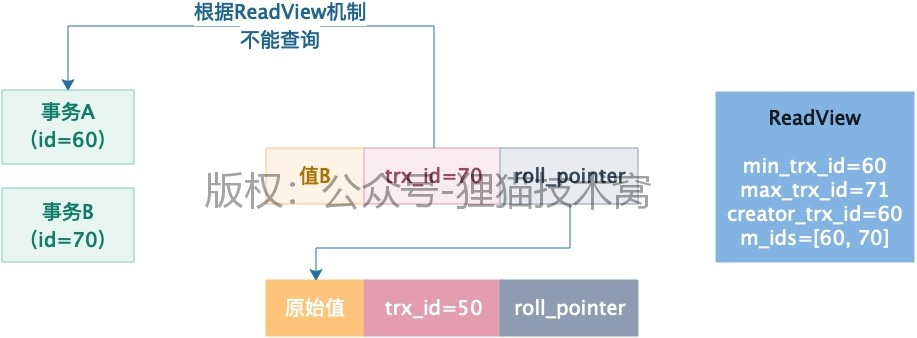 根据ReadView机制
不能查询
事务A
（id=60）
ReadView
min_trx_id=60
max_trx_id=71
creator_trx_id=60
m_ids=[60, 70]
值B
trx_id=70
roll_pointer
版权：公众号-狸猫技术窝
事务B
（id=70）
原始值
trx_id=50
roll_pointer